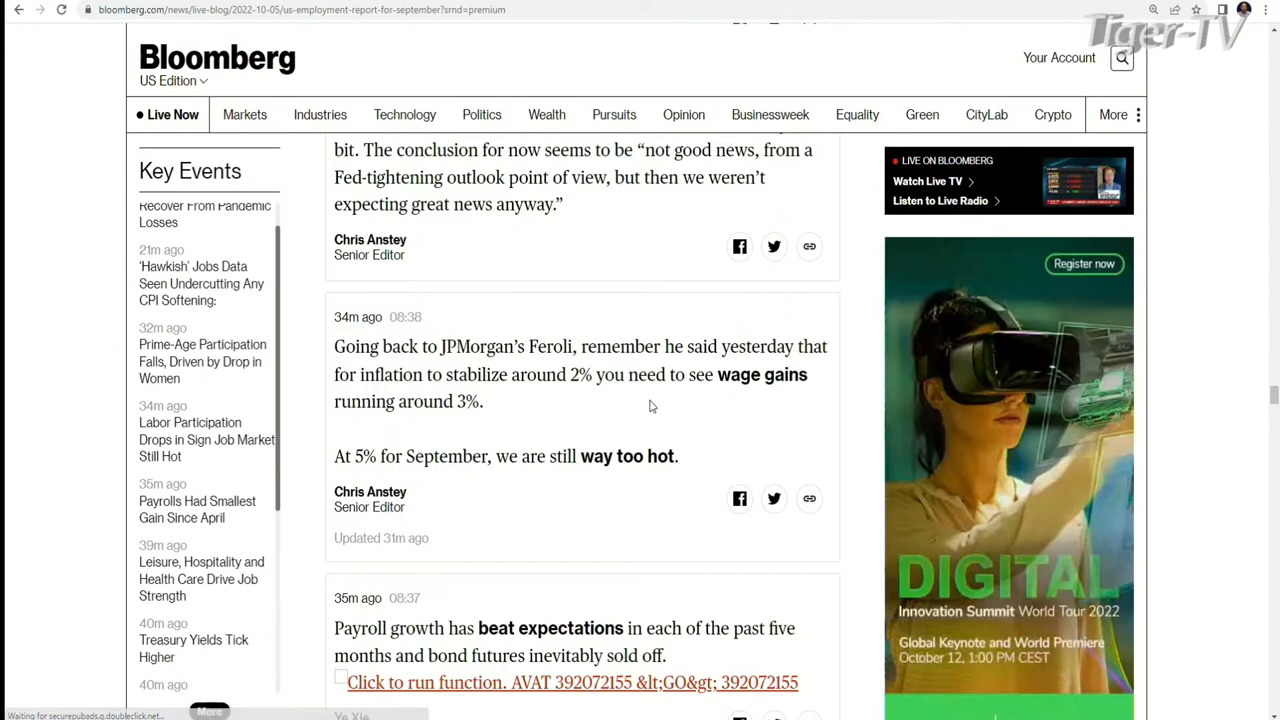 bloomberg.com/news/live-blog/2022-10-05/us-employment-report-for-september?srnd=premium
Tiger-TV
Bloomberg
US Edition
Your Account
Live Now
Markets
Industries
Technology
Politics
Wealth
Pursuits
Opinion
Businessweek
Equality
Green
CityLab
Crypto
More
Key Events
Recover From Pandemic
Losses
21m ago
'Hawkish' Jobs Data
Seen Undercutting Any
CPI Softening:
32m ago
Prime-Age Participation
Falls, Driven by Drop in
Women
34m ago
Labor Participation
Drops in Sign Job Market
Still Hot
35m ago
Payrolls Had Smallest
Gain Since April
39m ago
Leisure, Hospitality and
Health Care Drive Job
Strength
40m ago
Treasury Yields Tick
Higher
40m ago
More
bit. The conclusion for now seems to be “not good news, from a
Fed-tightening outlook point of view, but then we weren’t
expecting great news anyway.”
Chris Anstey
Senior Editor
34m ago 08:38
Going back to JPMorgan’s Feroli, remember he said yesterday that
for inflation to stabilize around 2% you need to see wage gains
running around 3%.
At 5% for September, we are still way too hot.
Chris Anstey
Senior Editor
Updated 31m ago
35m ago 08:37
Payroll growth has beat expectations in each of the past five
months and bond futures inevitably sold off.
Click to run function. AVAT 392072155 &lt;GO&gt; 392072155
Ye Xie
LIVE ON BLOOMBERG
Watch Live TV
Listen to Live Radio
Register now
DIGITAL
Innovation Summit World Tour 2022
Global Keynote and World Premiere
October 12, 1:00 PM CEST
Waiting for securepubads.g.doubleclick.net...